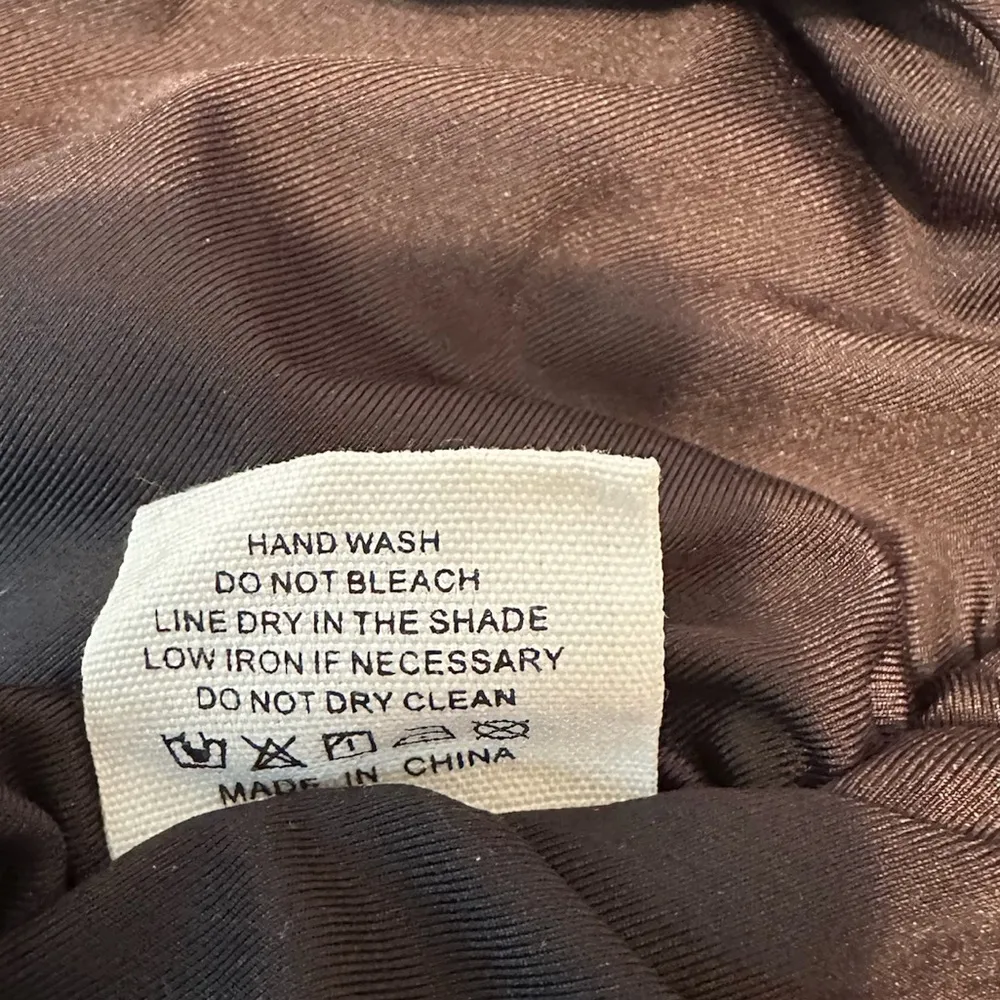 HAND WASH
DO NOT BLEACH
LINE DRY IN THE SHADE
LOW IRON IF NECESSARY
DO NOT DRY CLEAN
MADE IN CHINA